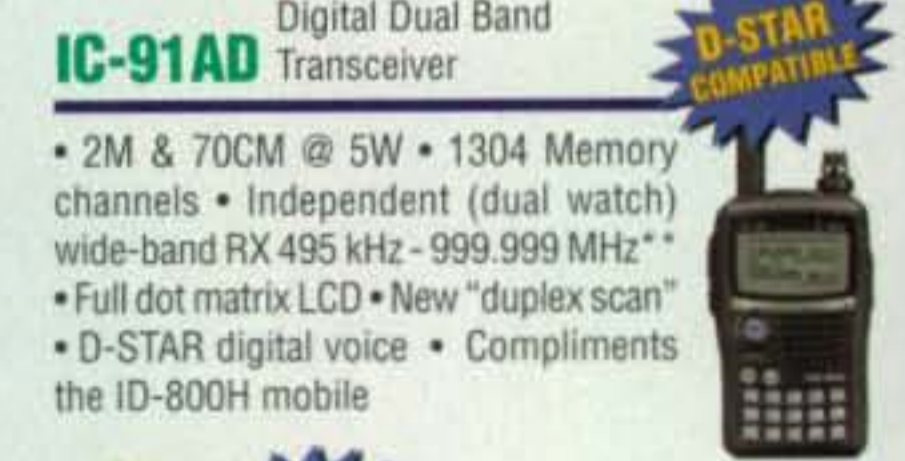 Digital Dual Band
IC-91AD Transceiver
D-STAR
COMPATIBLE
• 2M & 70CM @ 5W • 1304 Memory
channels • Independent (dual watch)
wide-band RX 495 kHz - 999.999 MHz**
• Full dot matrix LCD • New "duplex scan"
• D-STAR digital voice • Compliments
the ID-800H mobile